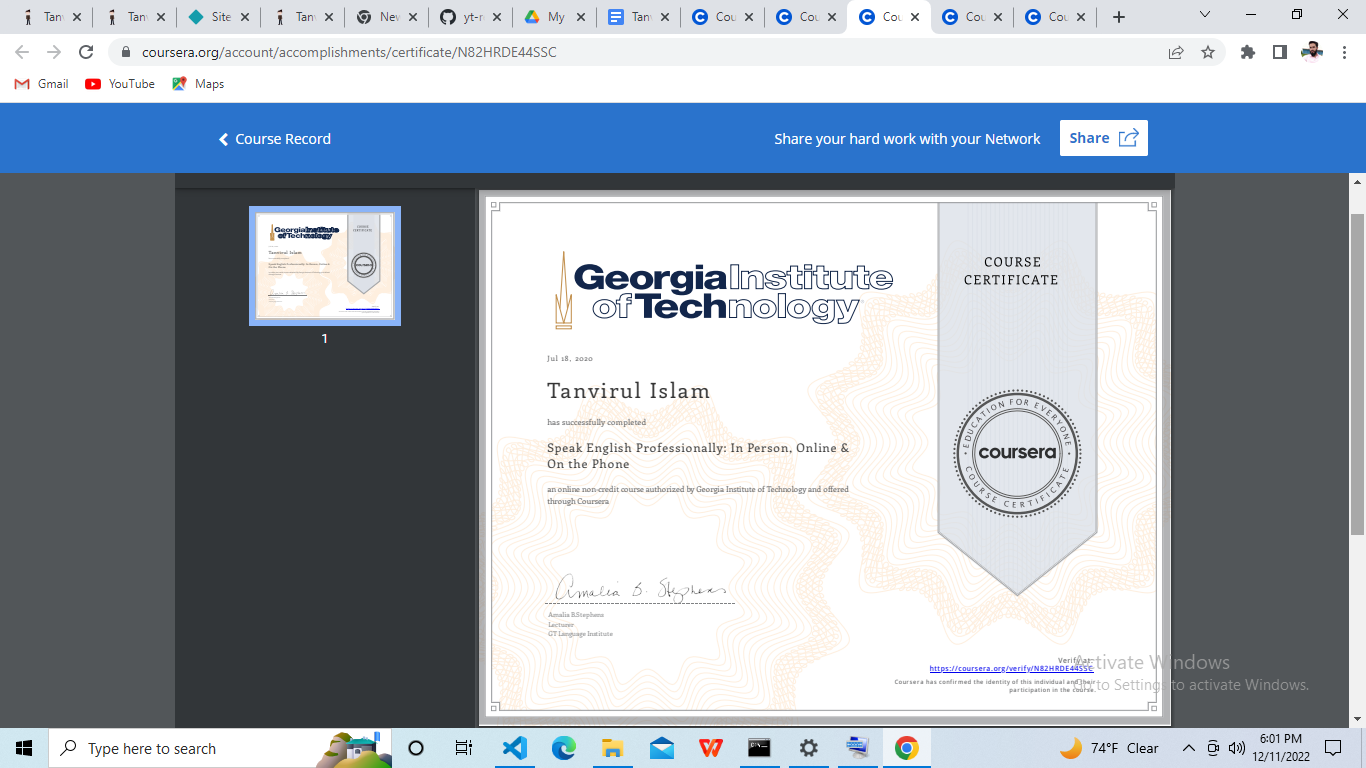 Tanv
Tanv
Site
Tanv
New
yt-r
My
Tanv
Cou
Cou
Cou
Cou
Cou
coursera.org/account/accomplishments/certificate/N82HRDE44SSC
Gmail
YouTube
Maps
Course Record
Share your hard work with your Network
Share
1
Georgia Institute
of Technology
COURSE
CERTIFICATE
Jul 18, 2020
Tanvirul Islam
has successfully completed
Speak English Professionally: In Person, Online &
On the Phone
an online non-credit course authorized by Georgia Institute of Technology and offered
through Coursera
EDUCATION FOR EVERYONE
coursera
COURSE CERTIFICATE
Amalia B. Stephens
Amalia B.Stephens
Lecturer
GT Language Institute
Verify at:
https://coursera.org/verify/N82HRDE44SSC
Coursera has confirmed the identity of this individual and their
participation in the course.
Activate Windows
Go to Settings to activate Windows.
Type here to search
74°F Clear
6:01 PM
12/11/2022